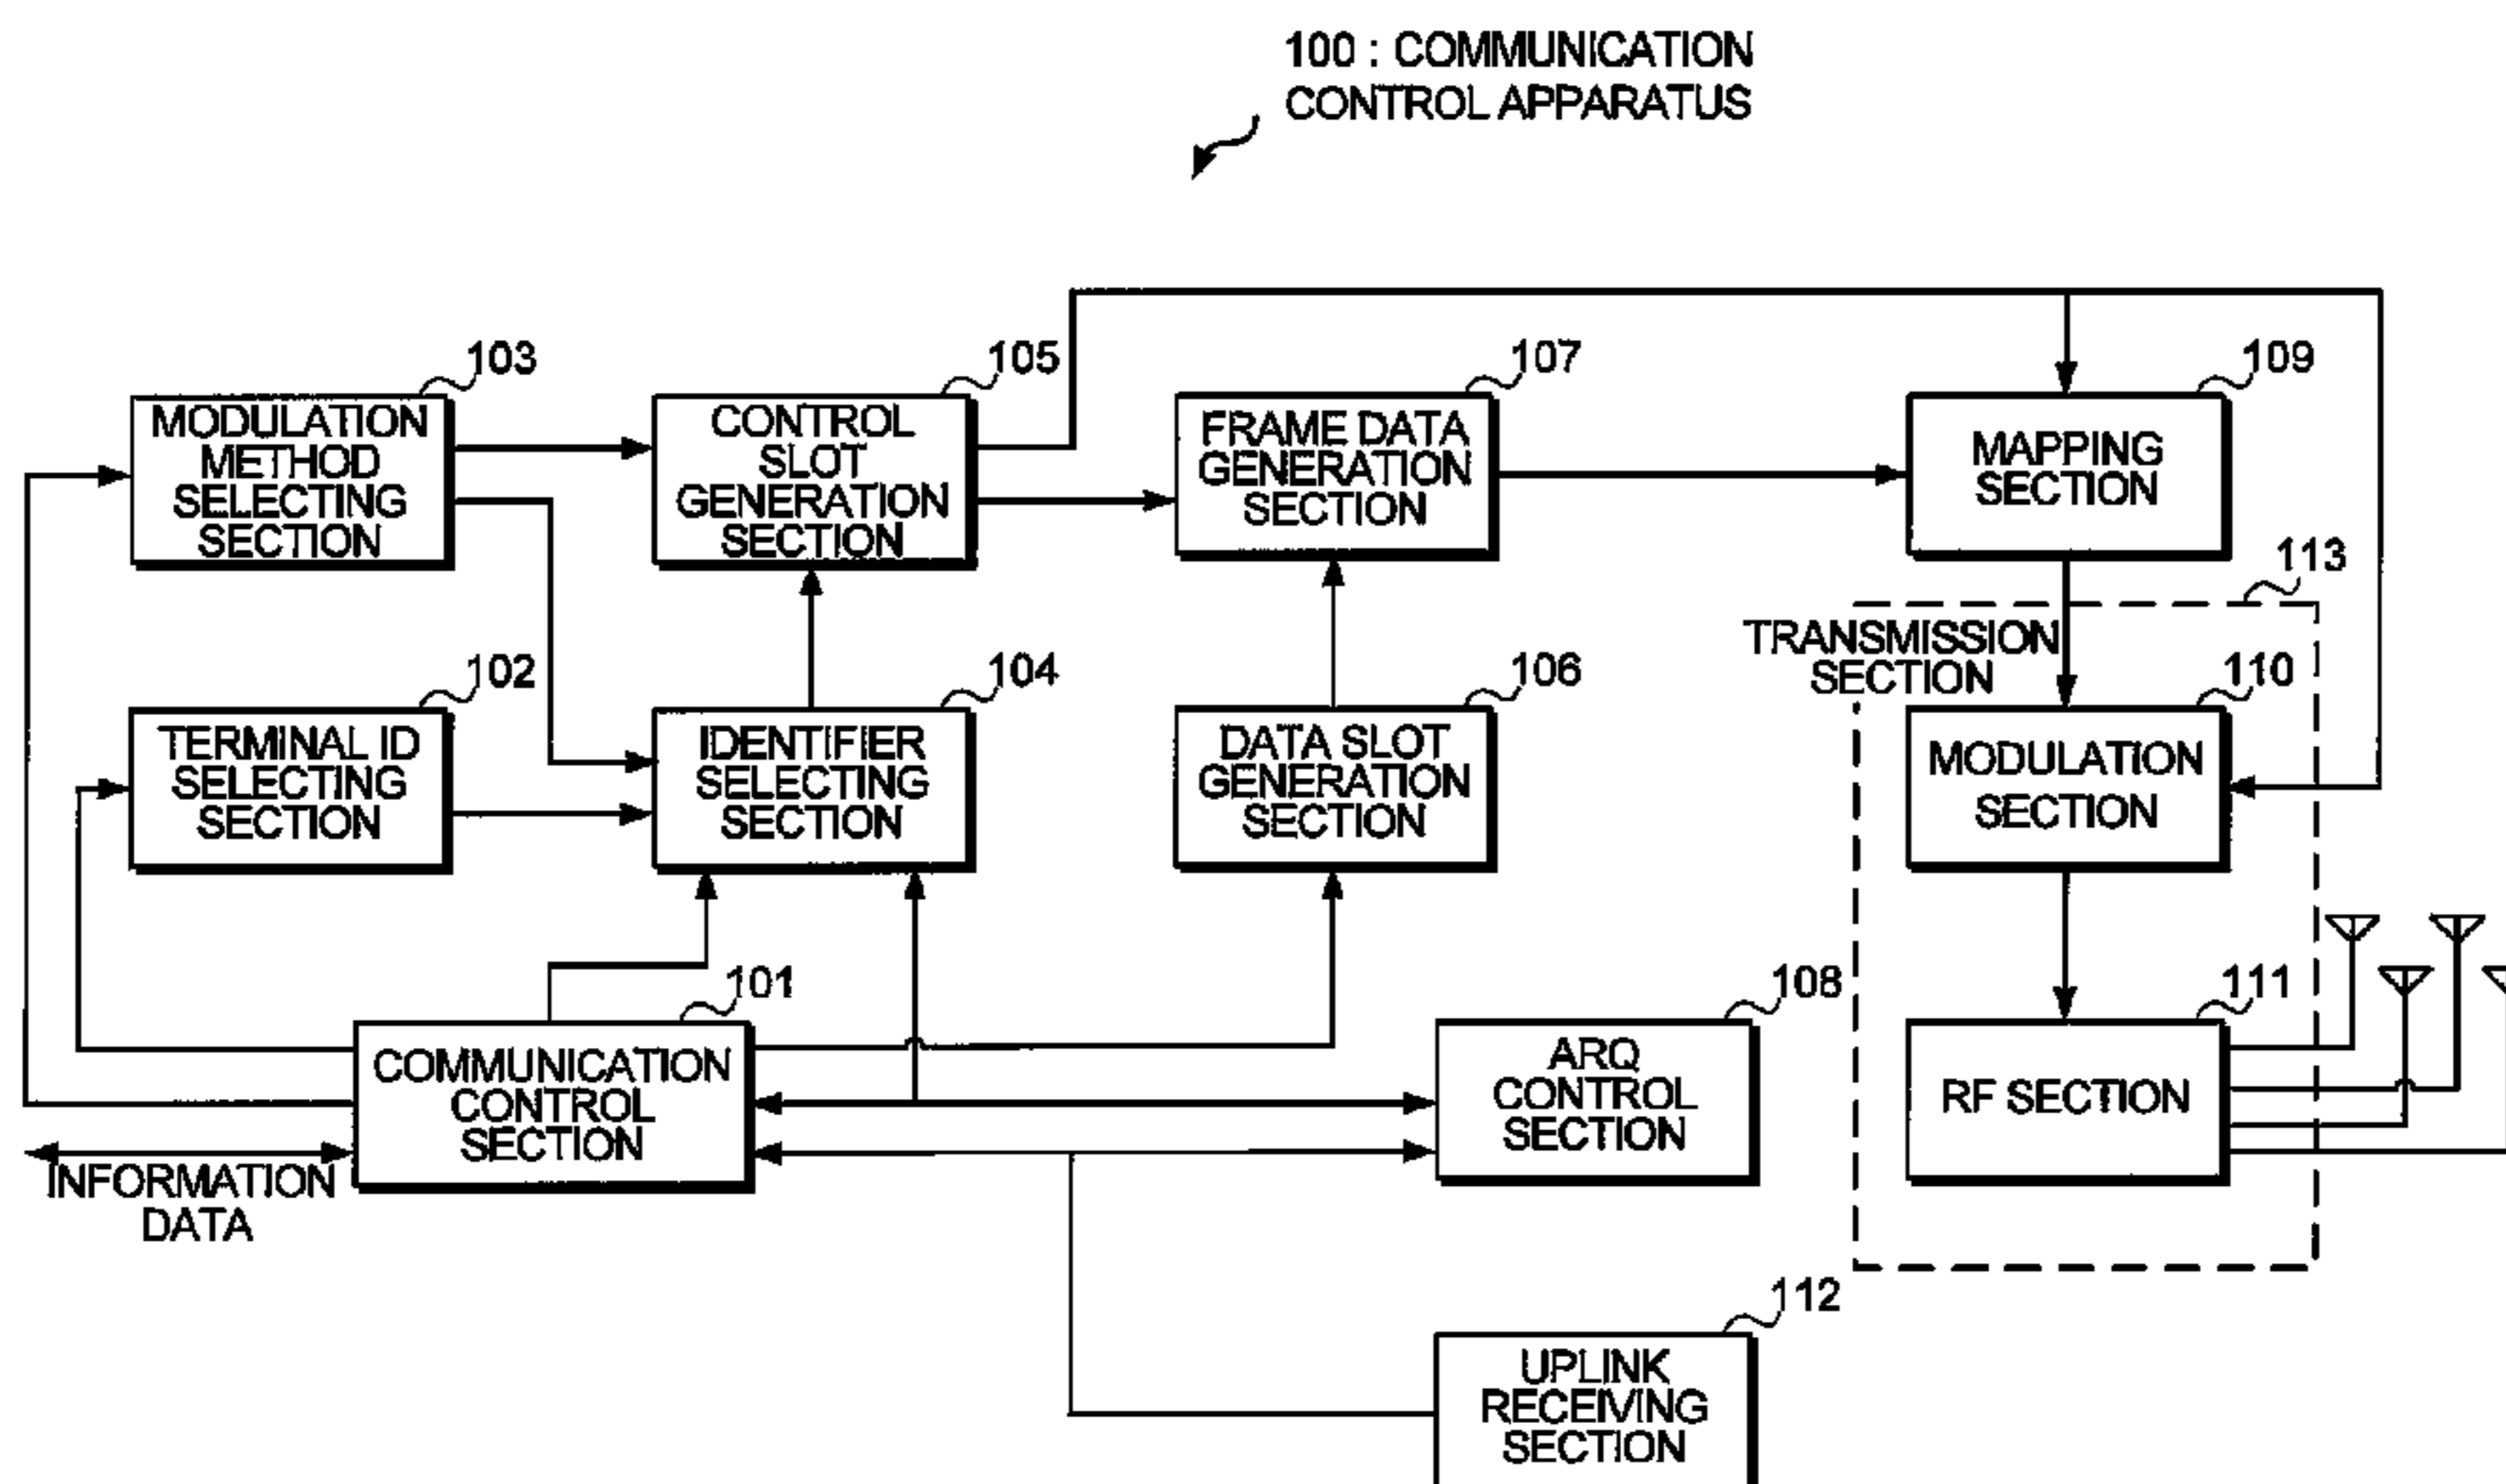 100 : COMMUNICATION
CONTROL APPARATUS
103
MODULATION
METHOD
SELECTING
SECTION
105
CONTROL
SLOT
GENERATION
SECTION
107
FRAME DATA
GENERATION
SECTION
109
MAPPING
SECTION
113
TRANSMISSION
SECTION
102
TERMINAL ID
SELECTING
SECTION
104
IDENTIFIER
SELECTING
SECTION
106
DATA SLOT
GENERATION
SECTION
110
MODULATION
SECTION
101
COMMUNICATION
CONTROL
SECTION
108
ARQ
CONTROL
SECTION
111
RF SECTION
INFORMATION
DATA
112
UPLINK
RECEIVING
SECTION